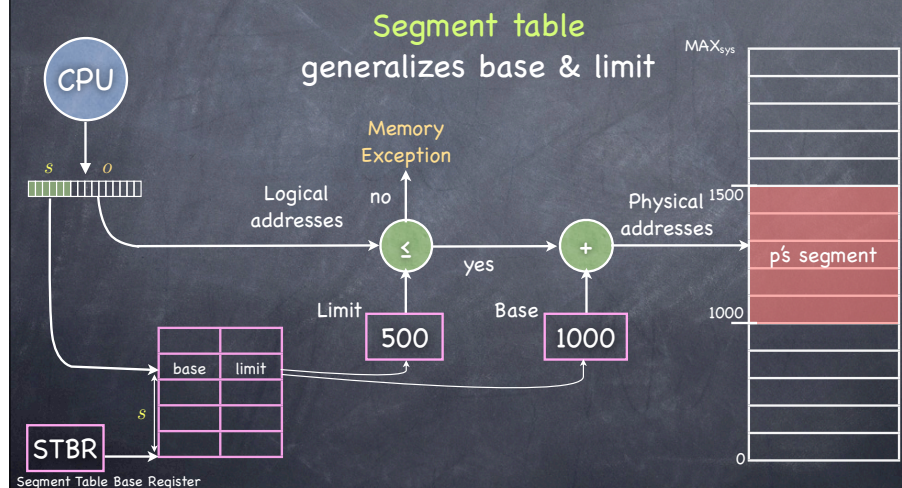 Segment table
generalizes base & limit
MAXsys
CPU
Memory
Exception
s
o
Logical
addresses
no
1500
Physical
addresses
≤
+
p's segment
yes
Limit
500
Base
1000
1000
base
limit
s
STBR
0
Segment Table Base Register